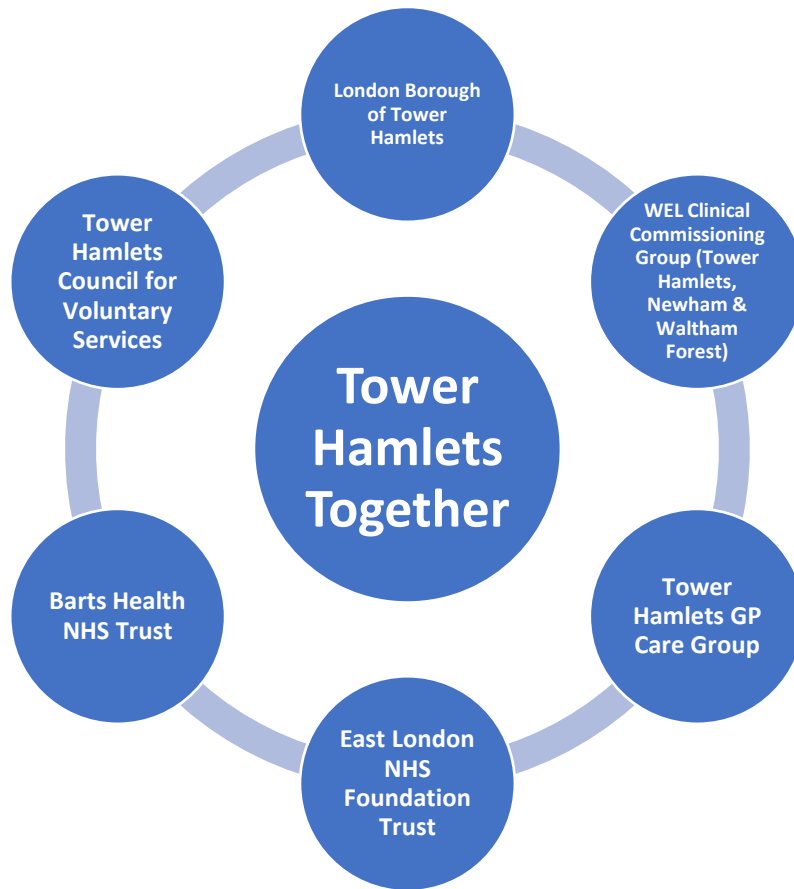 London Borough
of Tower
Hamlets
WEL Clinical
Commissioning
Group (Tower
Hamlets,
Newham &
Waltham
Forest)
Tower
Hamlets GP
Care Group
East London
NHS
Foundation
Trust
Barts Health
NHS Trust
Tower
Hamlets
Council for
Voluntary
Services
Tower
Hamlets
Together